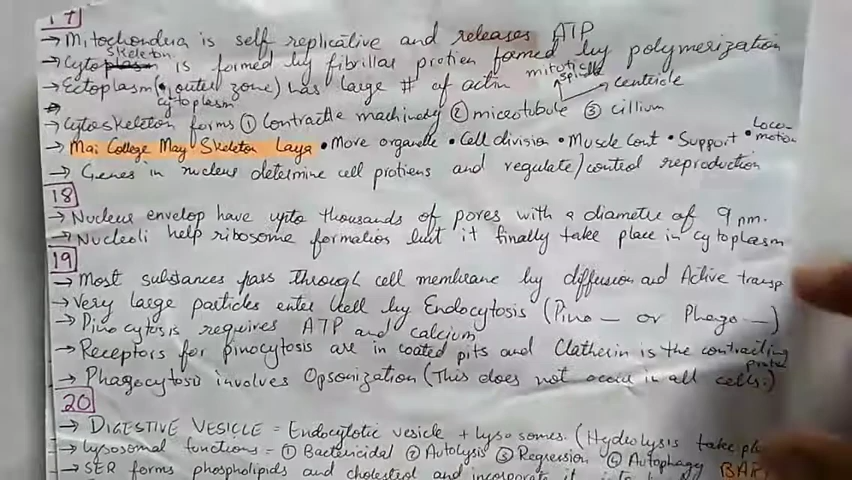 17
→ Mitochondria is self replicative and releases ATP
skeleton
→ Cytoplasm is formed by fibrillar protien formed by polymerization
→ Ectoplasm (outer zone) has large # of actin mitotic spindle centriole
cytoplasm
→ Cytoskeleton forms ① Contractile machinery ② microtubule ③ cillium
→ Mai College May Skeleton Laya • More organelle • Cell division • Muscle Cont • Support • Loco-motion
→ Genes in nucleus determine cell protiens and regulate/control reproduction
18
→ Nucleus envelop have upto thousands of pores with a diameter of 9 nm.
→ Nucleoli help ribosome formation but it finally take place in cytoplasm
19
→ Most substances pass through cell membrane by diffusion and Active transp
→ Very large particles enter cell by Endocytosis (Pino — or Phago —)
→ Pinocytosis requires ATP and calcium
→ Receptors for pinocytosis are in coated pits and Clatherin is the contractile protei
→ Phagocytosis involves Opsonization (This does not occur in all cells.)
20
→ DIGESTIVE VESICLE = Endocytotic vesicle + lysosomes. (Hydrolysis take pl
→ Lysosomal functions = ① Bactericidal ② Autolysis ③ Regression ④ Autophagy BAR
→ SER forms phospholipids and cholestrol and incorporate it